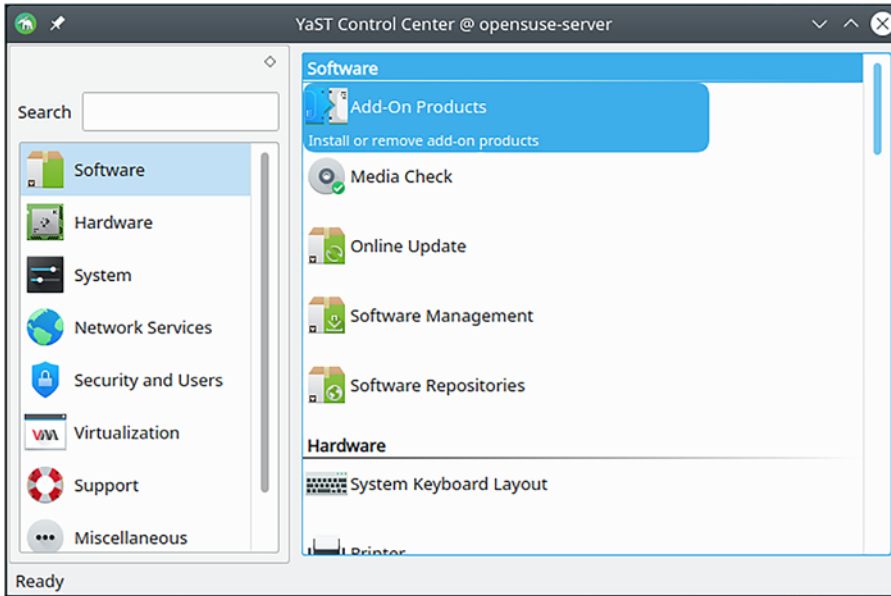 YaST Control Center @ opensuse-server
Search
Software
Hardware
System
Network Services
Security and Users
Virtualization
Support
Miscellaneous
Software
Add-On Products
Install or remove add-on products
Media Check
Online Update
Software Management
Software Repositories
Hardware
System Keyboard Layout
Printer
Ready